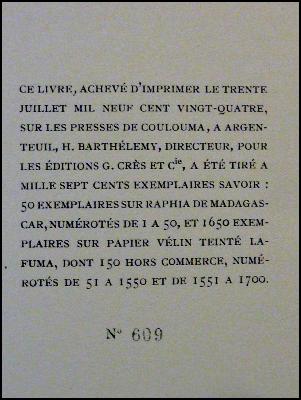 CE LIVRE, ACHEVÉ D'IMPRIMER LE TRENTE
JUILLET MIL NEUF CENT VINGT-QUATRE,
SUR LES PRESSES DE COULOUMA, A ARGEN-
TEUIL, H. BARTHÉLEMY, DIRECTEUR, POUR
LES ÉDITIONS G. CRÈS ET Cie, A ÉTÉ TIRÉ A
MILLE SEPT CENTS EXEMPLAIRES SAVOIR :
50 EXEMPLAIRES SUR RAPHIA DE MADAGAS-
CAR, NUMÉROTÉS DE 1 A 50, ET 1650 EXEM-
PLAIRES SUR PAPIER VÉLIN TEINTÉ LA-
FUMA, DONT 150 HORS COMMERCE, NUMÉ-
ROTÉS DE 51 A 1550 ET DE 1551 A 1700.
No 609